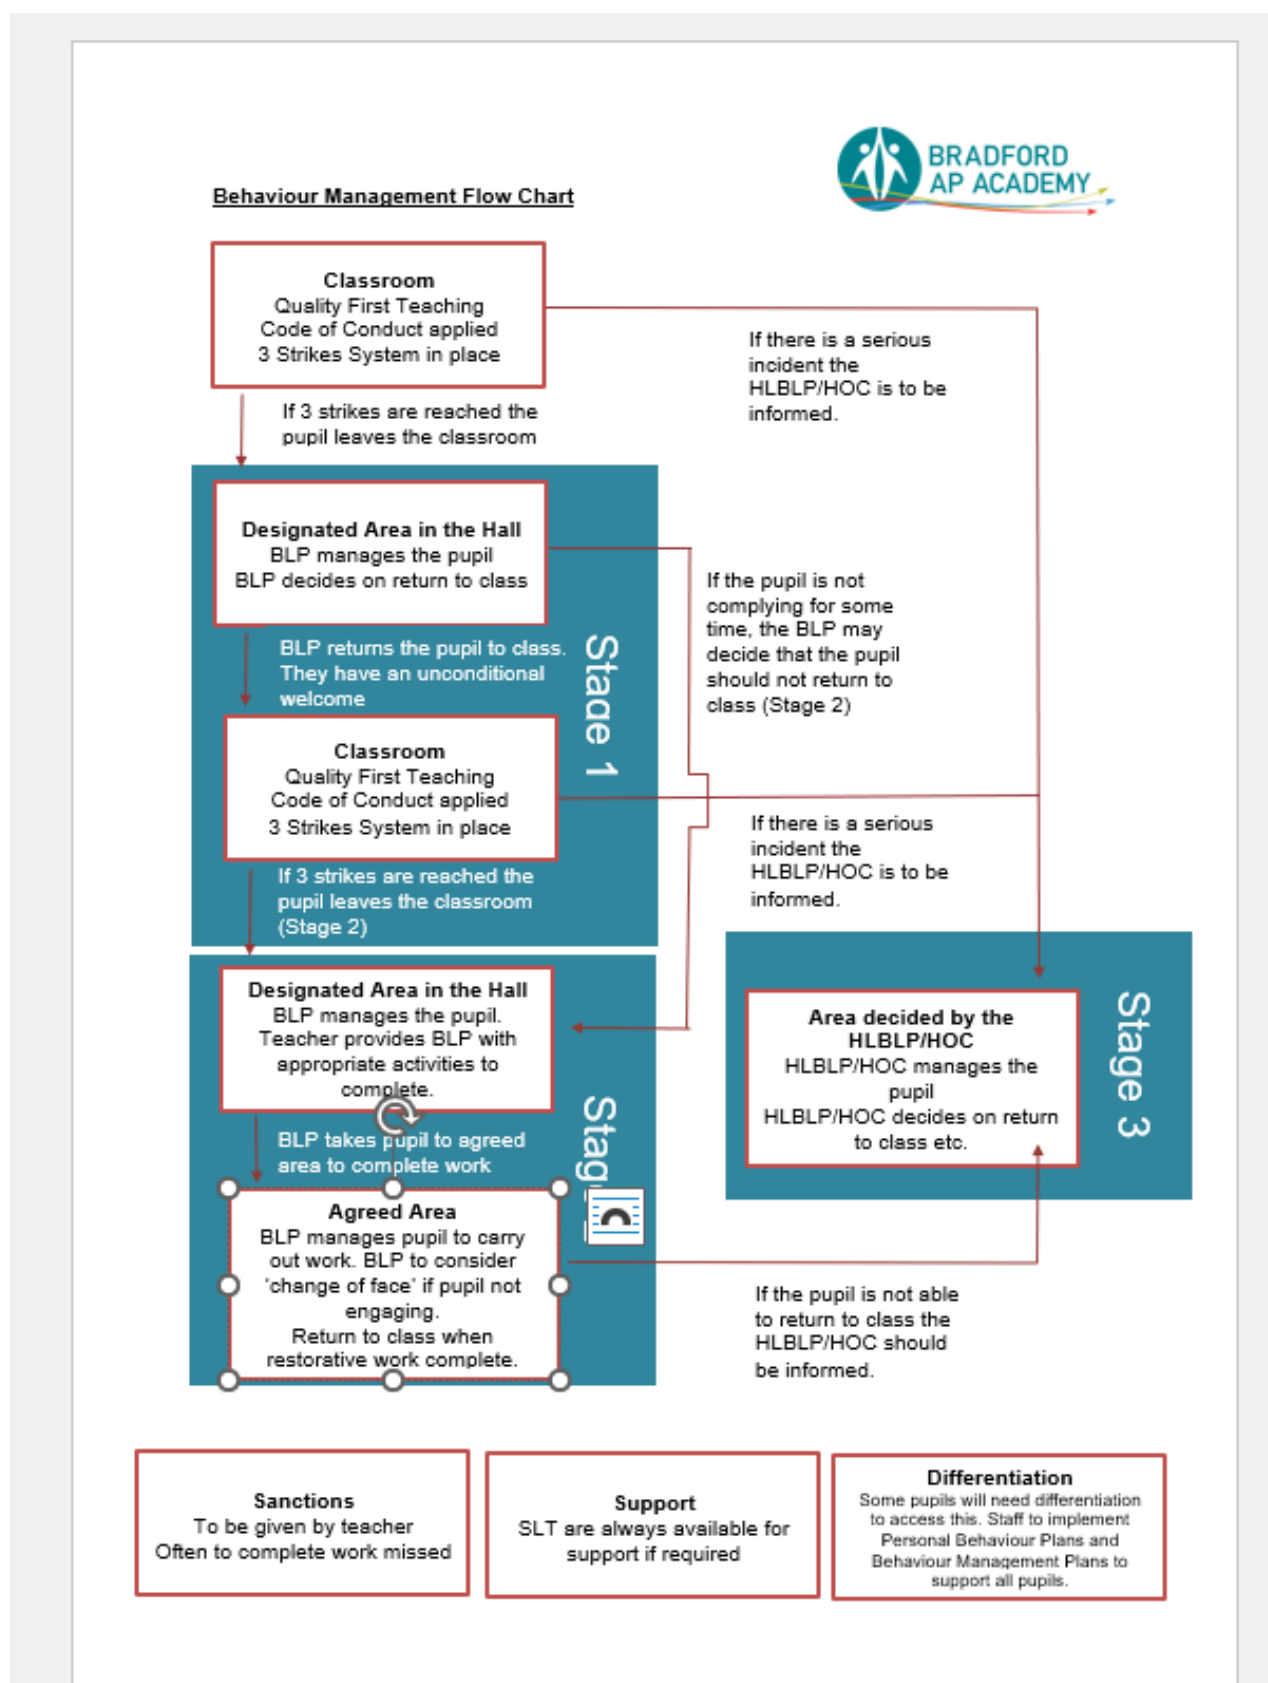 BRADFORD
AP ACADEMY
Behaviour Management Flow Chart
Classroom
Quality First Teaching
Code of Conduct applied
3 Strikes System in place
If there is a serious
incident the
HLBLP/HOC is to be
informed.
If 3 strikes are reached the
pupil leaves the classroom
Designated Area in the Hall
BLP manages the pupil
BLP decides on return to class
If the pupil is not
complying for some
time, the BLP may
decide that the pupil
should not return to
class (Stage 2)
BLP returns the pupil to class.
They have an unconditional
welcome
Stage 1
Classroom
Quality First Teaching
Code of Conduct applied
3 Strikes System in place
If there is a serious
incident the
HLBLP/HOC is to be
informed.
If 3 strikes are reached the
pupil leaves the classroom
(Stage 2)
Designated Area in the Hall
BLP manages the pupil.
Teacher provides BLP with
appropriate activities to
complete.
Area decided by the
HLBLP/HOC
HLBLP/HOC manages the
pupil
HLBLP/HOC decides on return
to class etc.
Stage 3
BLP takes pupil to agreed
area to complete work
Agreed Area
BLP manages pupil to carry
out work. BLP to consider
'change of face' if pupil not
engaging.
Return to class when
restorative work complete.
If the pupil is not able
to return to class the
HLBLP/HOC should
be informed.
Sanctions
To be given by teacher
Often to complete work missed
Support
SLT are always available for
support if required
Differentiation
Some pupils will need differentiation
to access this. Staff to implement
Personal Behaviour Plans and
Behaviour Management Plans to
support all pupils.